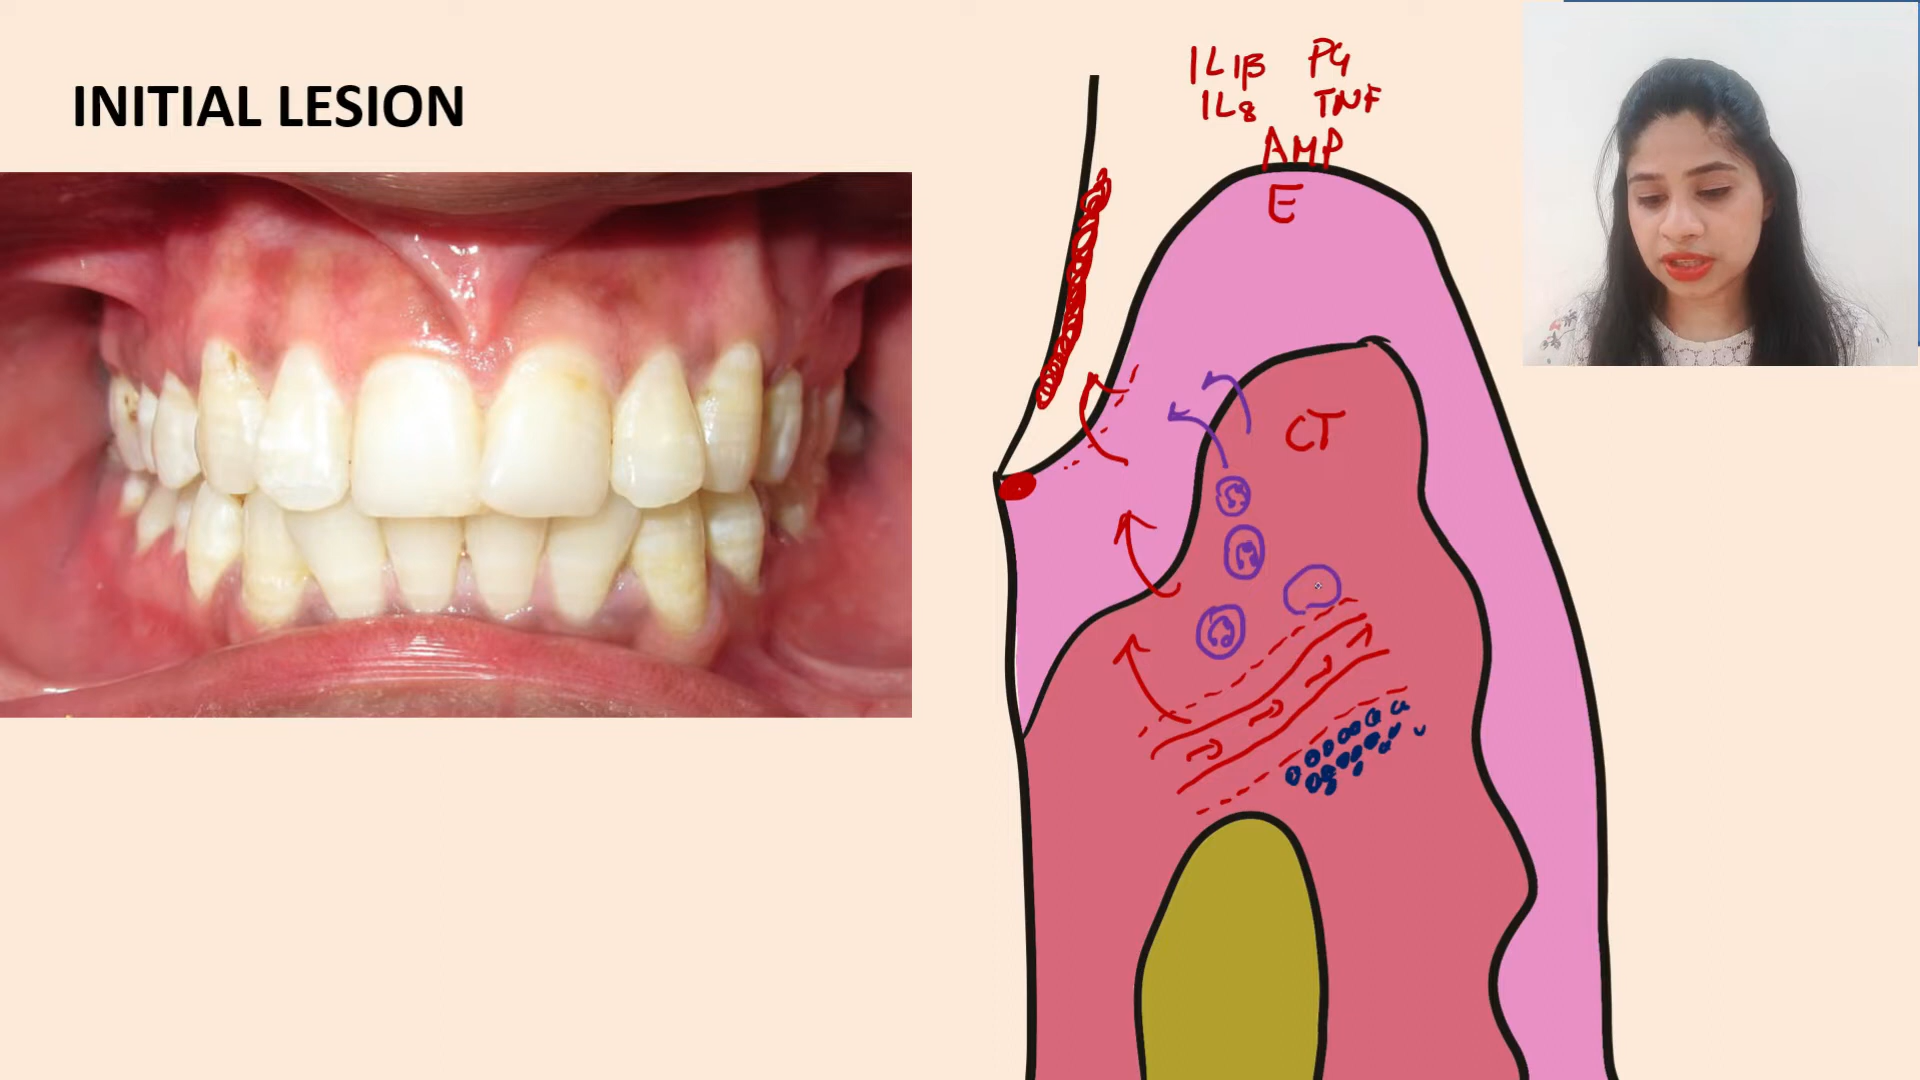 INITIAL LESION
IL1β PG
IL8 TNF
AMP
E
CT